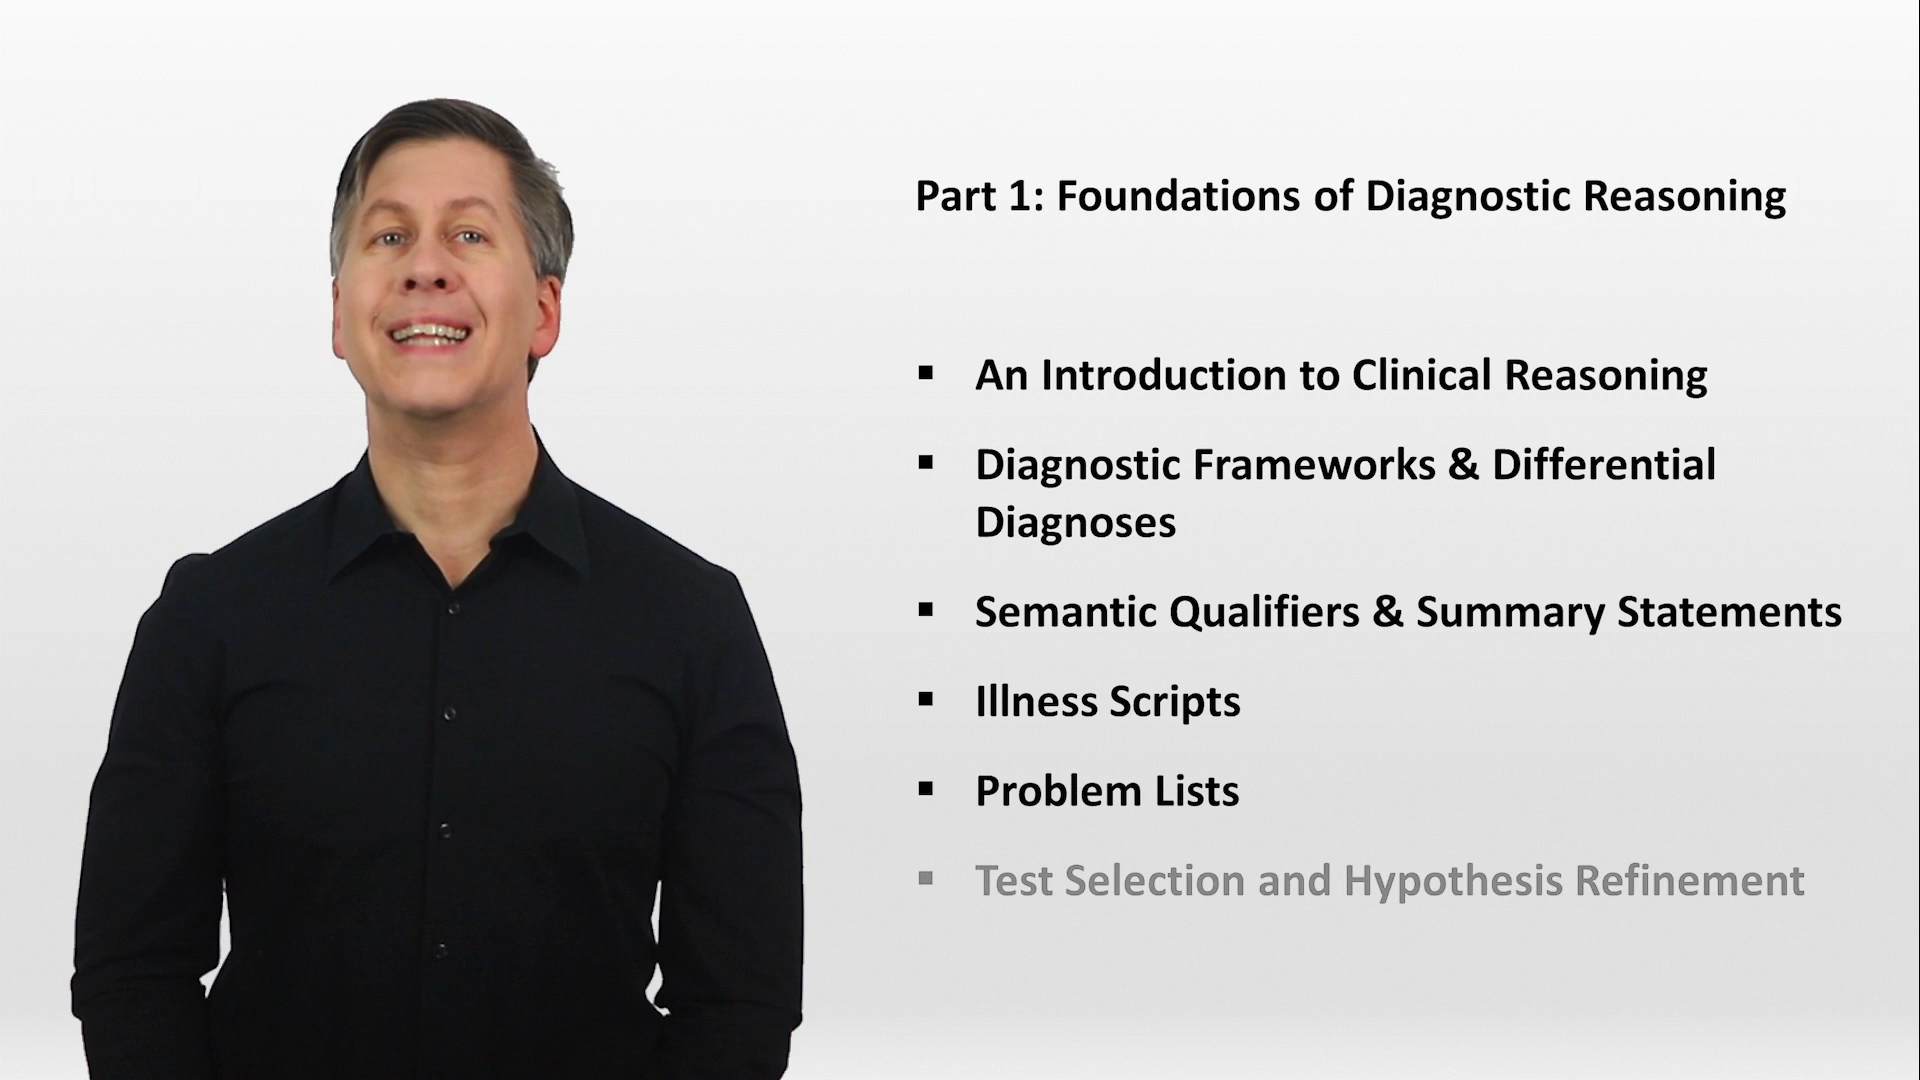 Part 1: Foundations of Diagnostic Reasoning
▪ An Introduction to Clinical Reasoning
▪ Diagnostic Frameworks & Differential
Diagnoses
▪ Semantic Qualifiers & Summary Statements
▪ Illness Scripts
▪ Problem Lists
▪ Test Selection and Hypothesis Refinement